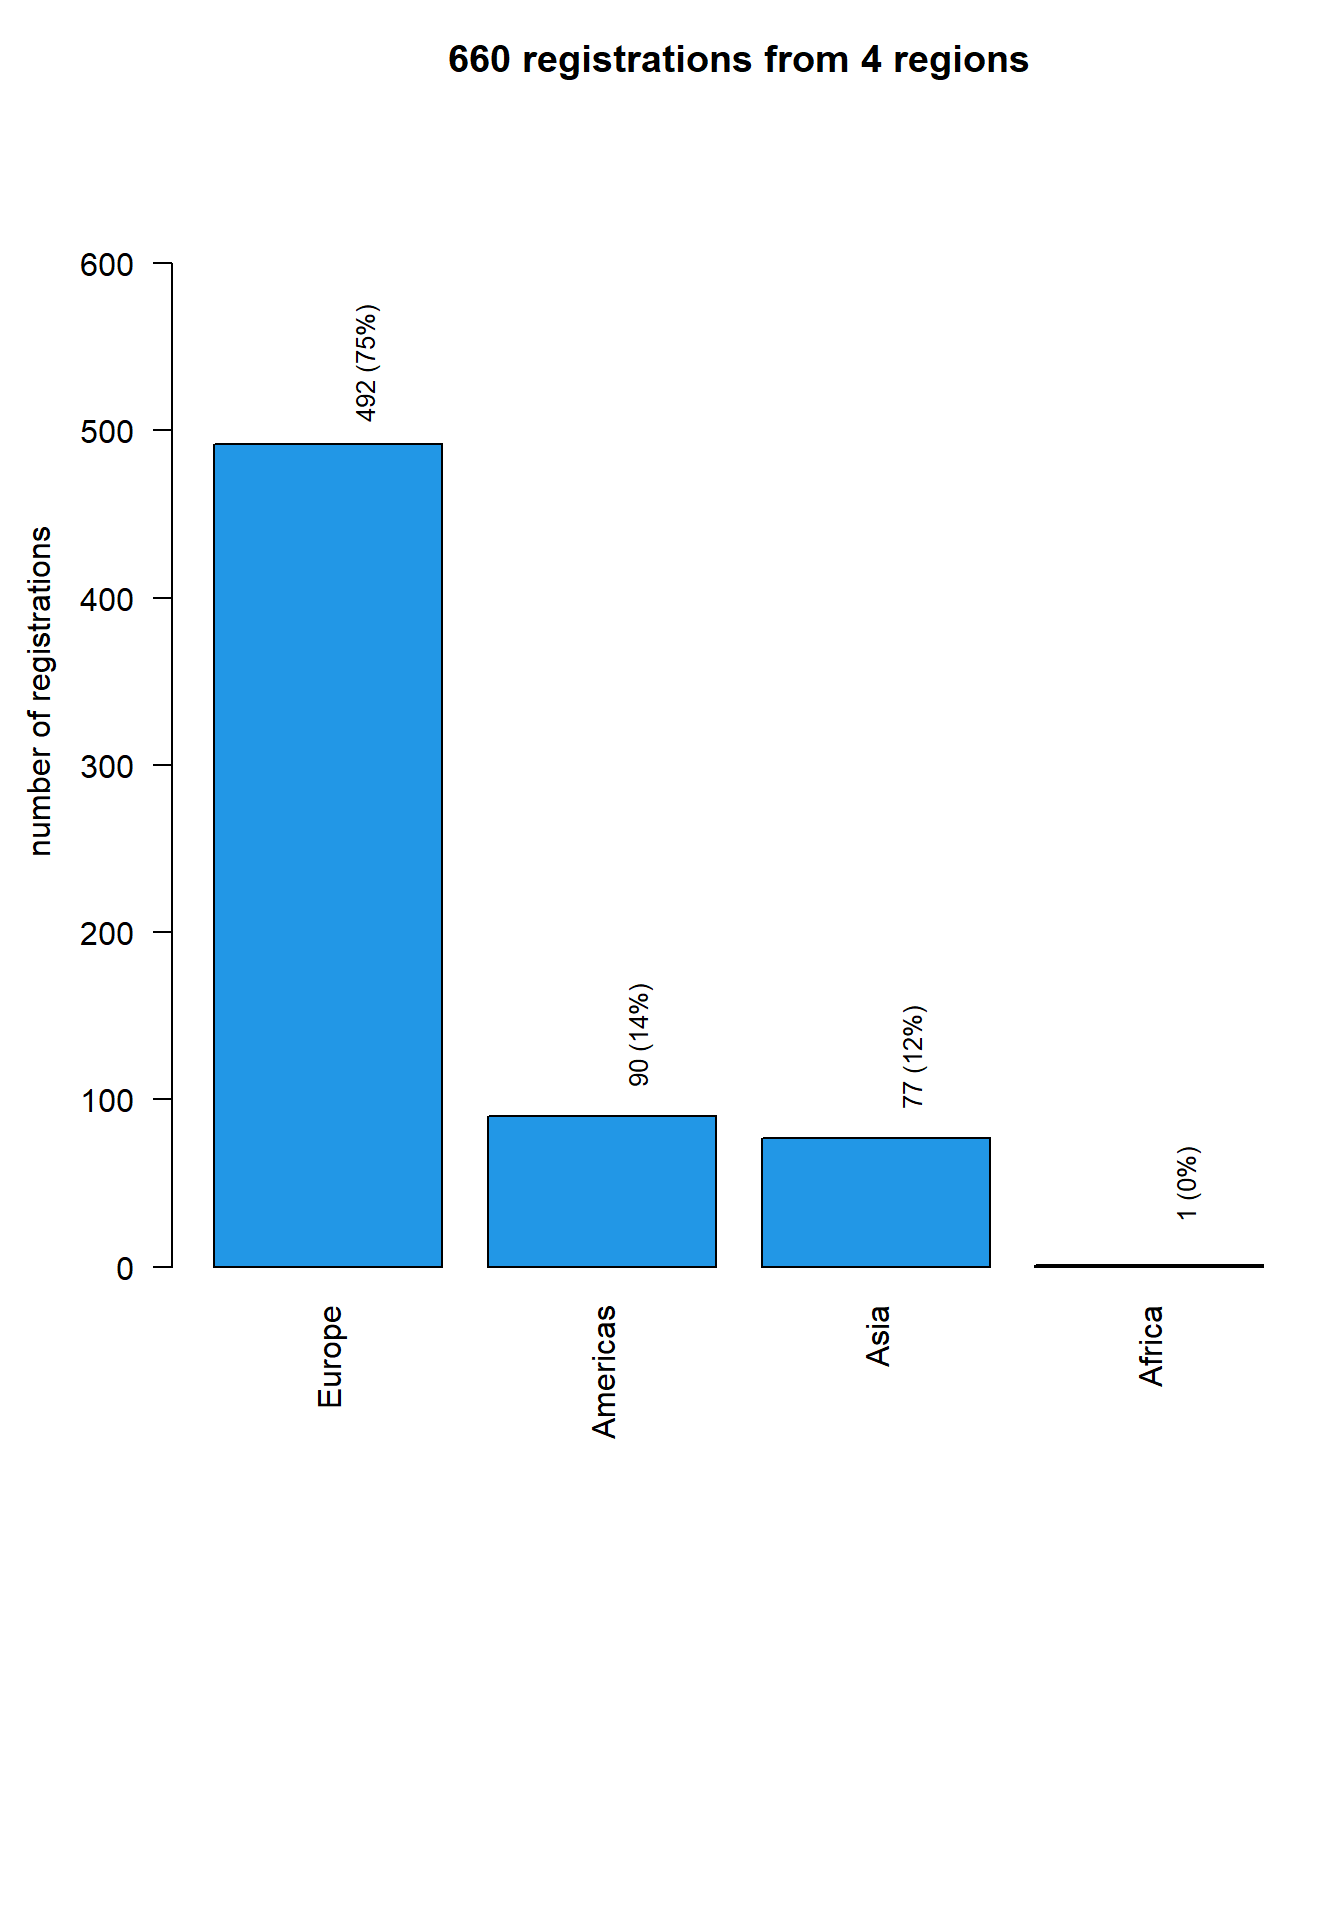 660 registrations from 4 regions
number of registrations
600
500
400
300
200
100
0
492 (75%)
90 (14%)
77 (12%)
1 (0%)
Europe
Americas
Asia
Africa